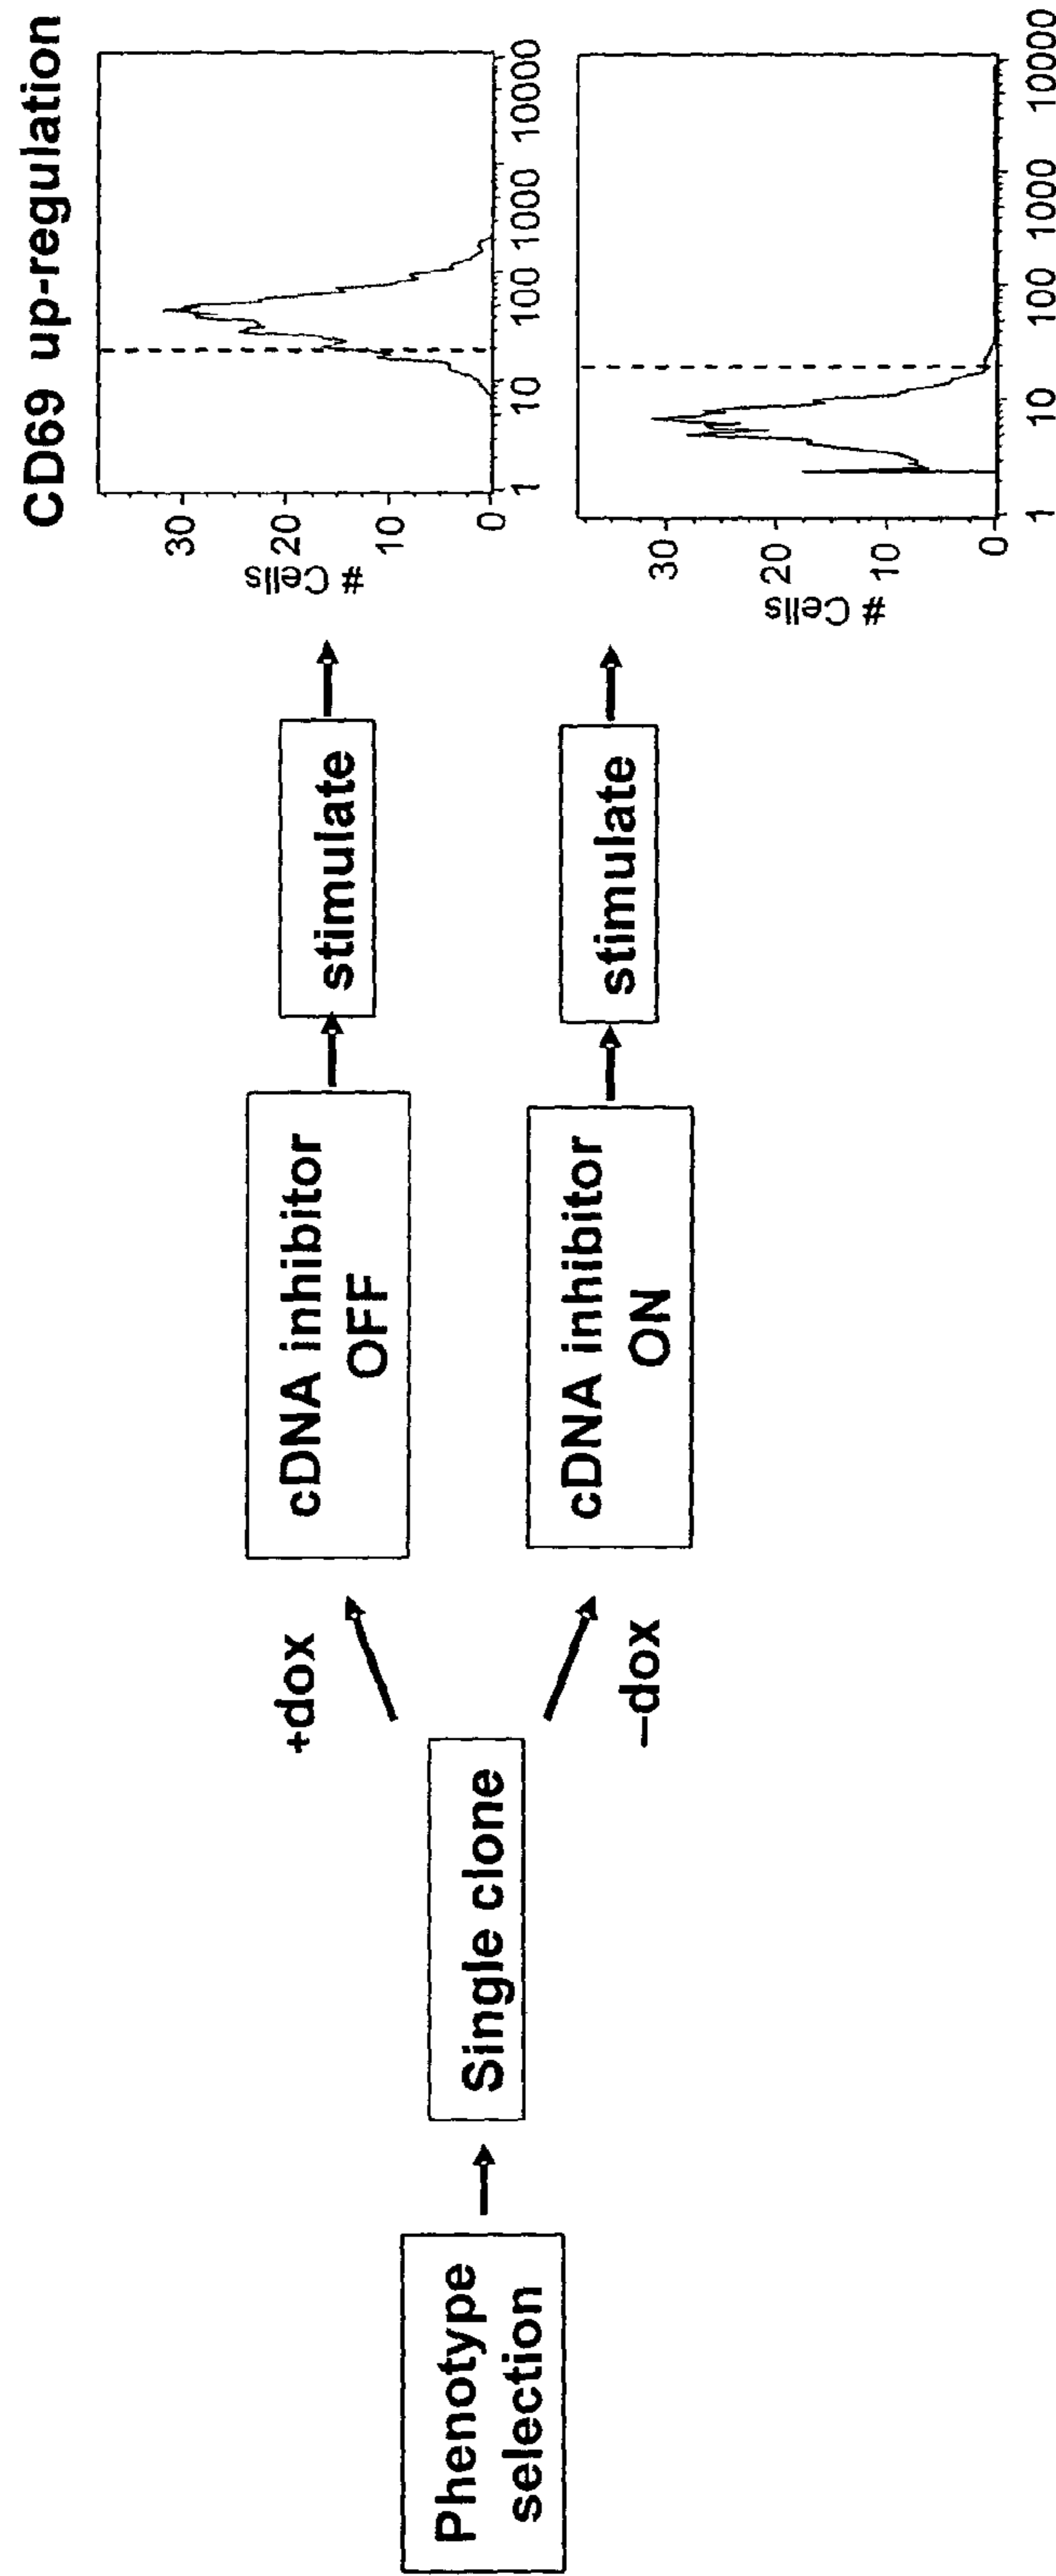 CD69 up-regulation
Phenotype
selection
Single clone
+dox
cDNA inhibitor
OFF
stimulate
# Cells
30
20
10
0
1
10
100
1000
10000
–dox
cDNA inhibitor
ON
stimulate
# Cells
30
20
10
0
1
10
100
1000
10000